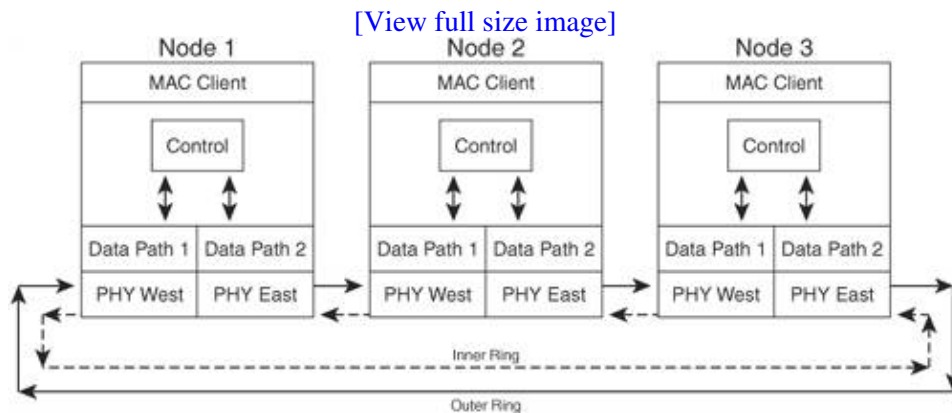 [View full size image]
Node 1 Node 2 Node 3
MAC Client MAC Client MAC Client
Control Control Control
Data Path 1 Data Path 2 Data Path 1 Data Path 2 Data Path 1 Data Path 2
PHY West PHY East PHY West PHY East PHY West PHY East
Inner Ring
Outer Ring